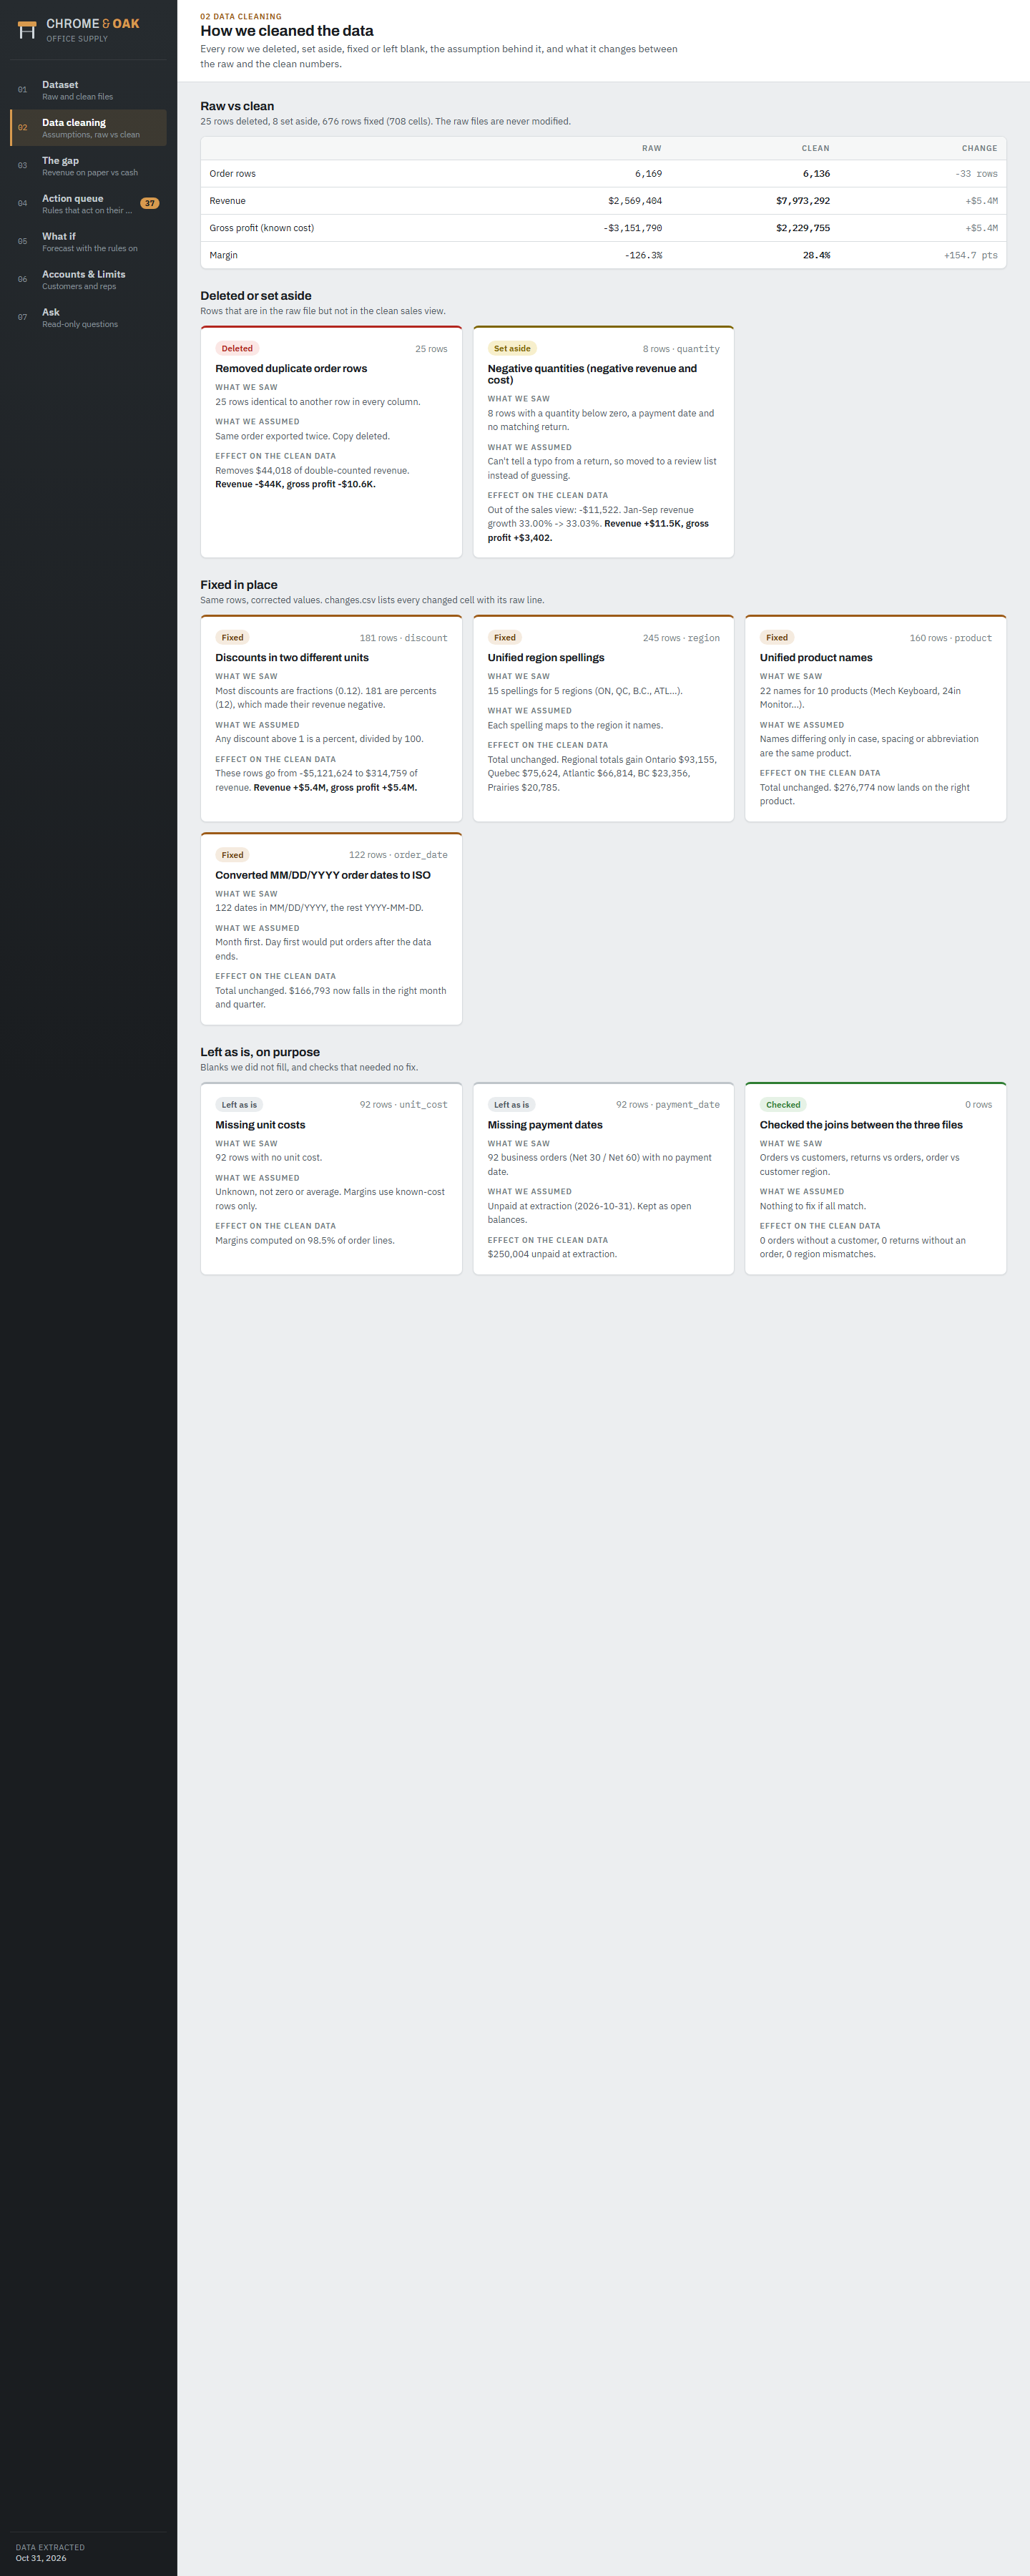 CHROME & OAK
OFFICE SUPPLY
01
Dataset
Raw and clean files
02
Data cleaning
Assumptions, raw vs clean
03
The gap
Revenue on paper vs cash
04
Action queue
Rules that act on their ...
37
05
What if
Forecast with the rules on
06
Accounts & Limits
Customers and reps
07
Ask
Read-only questions
DATA EXTRACTED
Oct 31, 2026
02 DATA CLEANING
How we cleaned the data
Every row we deleted, set aside, fixed or left blank, the assumption behind it, and what it changes between
the raw and the clean numbers.
Raw vs clean
25 rows deleted, 8 set aside, 676 rows fixed (708 cells). The raw files are never modified.
RAW CLEAN CHANGE
Order rows 6,169 6,136 -33 rows
Revenue $2,569,404 $7,973,292 +$5.4M
Gross profit (known cost) -$3,151,790 $2,229,755 +$5.4M
Margin -126.3% 28.4% +154.7 pts
Deleted or set aside
Rows that are in the raw file but not in the clean sales view.
Deleted 25 rows
Removed duplicate order rows
WHAT WE SAW
25 rows identical to another row in every column.
WHAT WE ASSUMED
Same order exported twice. Copy deleted.
EFFECT ON THE CLEAN DATA
Removes $44,018 of double-counted revenue.
Revenue -$44K, gross profit -$10.6K.
Set aside 8 rows · quantity
Negative quantities (negative revenue and
cost)
WHAT WE SAW
8 rows with a quantity below zero, a payment date and
no matching return.
WHAT WE ASSUMED
Can't tell a typo from a return, so moved to a review list
instead of guessing.
EFFECT ON THE CLEAN DATA
Out of the sales view: -$11,522. Jan-Sep revenue
growth 33.00% -> 33.03%. Revenue +$11.5K, gross
profit +$3,402.
Fixed in place
Same rows, corrected values. changes.csv lists every changed cell with its raw line.
Fixed 181 rows · discount
Discounts in two different units
WHAT WE SAW
Most discounts are fractions (0.12). 181 are percents
(12), which made their revenue negative.
WHAT WE ASSUMED
Any discount above 1 is a percent, divided by 100.
EFFECT ON THE CLEAN DATA
These rows go from -$5,121,624 to $314,759 of
revenue. Revenue +$5.4M, gross profit +$5.4M.
Fixed 245 rows · region
Unified region spellings
WHAT WE SAW
15 spellings for 5 regions (ON, QC, B.C., ATL...).
WHAT WE ASSUMED
Each spelling maps to the region it names.
EFFECT ON THE CLEAN DATA
Total unchanged. Regional totals gain Ontario $93,155,
Quebec $75,624, Atlantic $66,814, BC $23,356,
Prairies $20,785.
Fixed 160 rows · product
Unified product names
WHAT WE SAW
22 names for 10 products (Mech Keyboard, 24in
Monitor...).
WHAT WE ASSUMED
Names differing only in case, spacing or abbreviation
are the same product.
EFFECT ON THE CLEAN DATA
Total unchanged. $276,774 now lands on the right
product.
Fixed 122 rows · order_date
Converted MM/DD/YYYY order dates to ISO
WHAT WE SAW
122 dates in MM/DD/YYYY, the rest YYYY-MM-DD.
WHAT WE ASSUMED
Month first. Day first would put orders after the data
ends.
EFFECT ON THE CLEAN DATA
Total unchanged. $166,793 now falls in the right month
and quarter.
Left as is, on purpose
Blanks we did not fill, and checks that needed no fix.
Left as is 92 rows · unit_cost
Missing unit costs
WHAT WE SAW
92 rows with no unit cost.
WHAT WE ASSUMED
Unknown, not zero or average. Margins use known-cost
rows only.
EFFECT ON THE CLEAN DATA
Margins computed on 98.5% of order lines.
Left as is 92 rows · payment_date
Missing payment dates
WHAT WE SAW
92 business orders (Net 30 / Net 60) with no payment
date.
WHAT WE ASSUMED
Unpaid at extraction (2026-10-31). Kept as open
balances.
EFFECT ON THE CLEAN DATA
$250,004 unpaid at extraction.
Checked 0 rows
Checked the joins between the three files
WHAT WE SAW
Orders vs customers, returns vs orders, order vs
customer region.
WHAT WE ASSUMED
Nothing to fix if all match.
EFFECT ON THE CLEAN DATA
0 orders without a customer, 0 returns without an
order, 0 region mismatches.